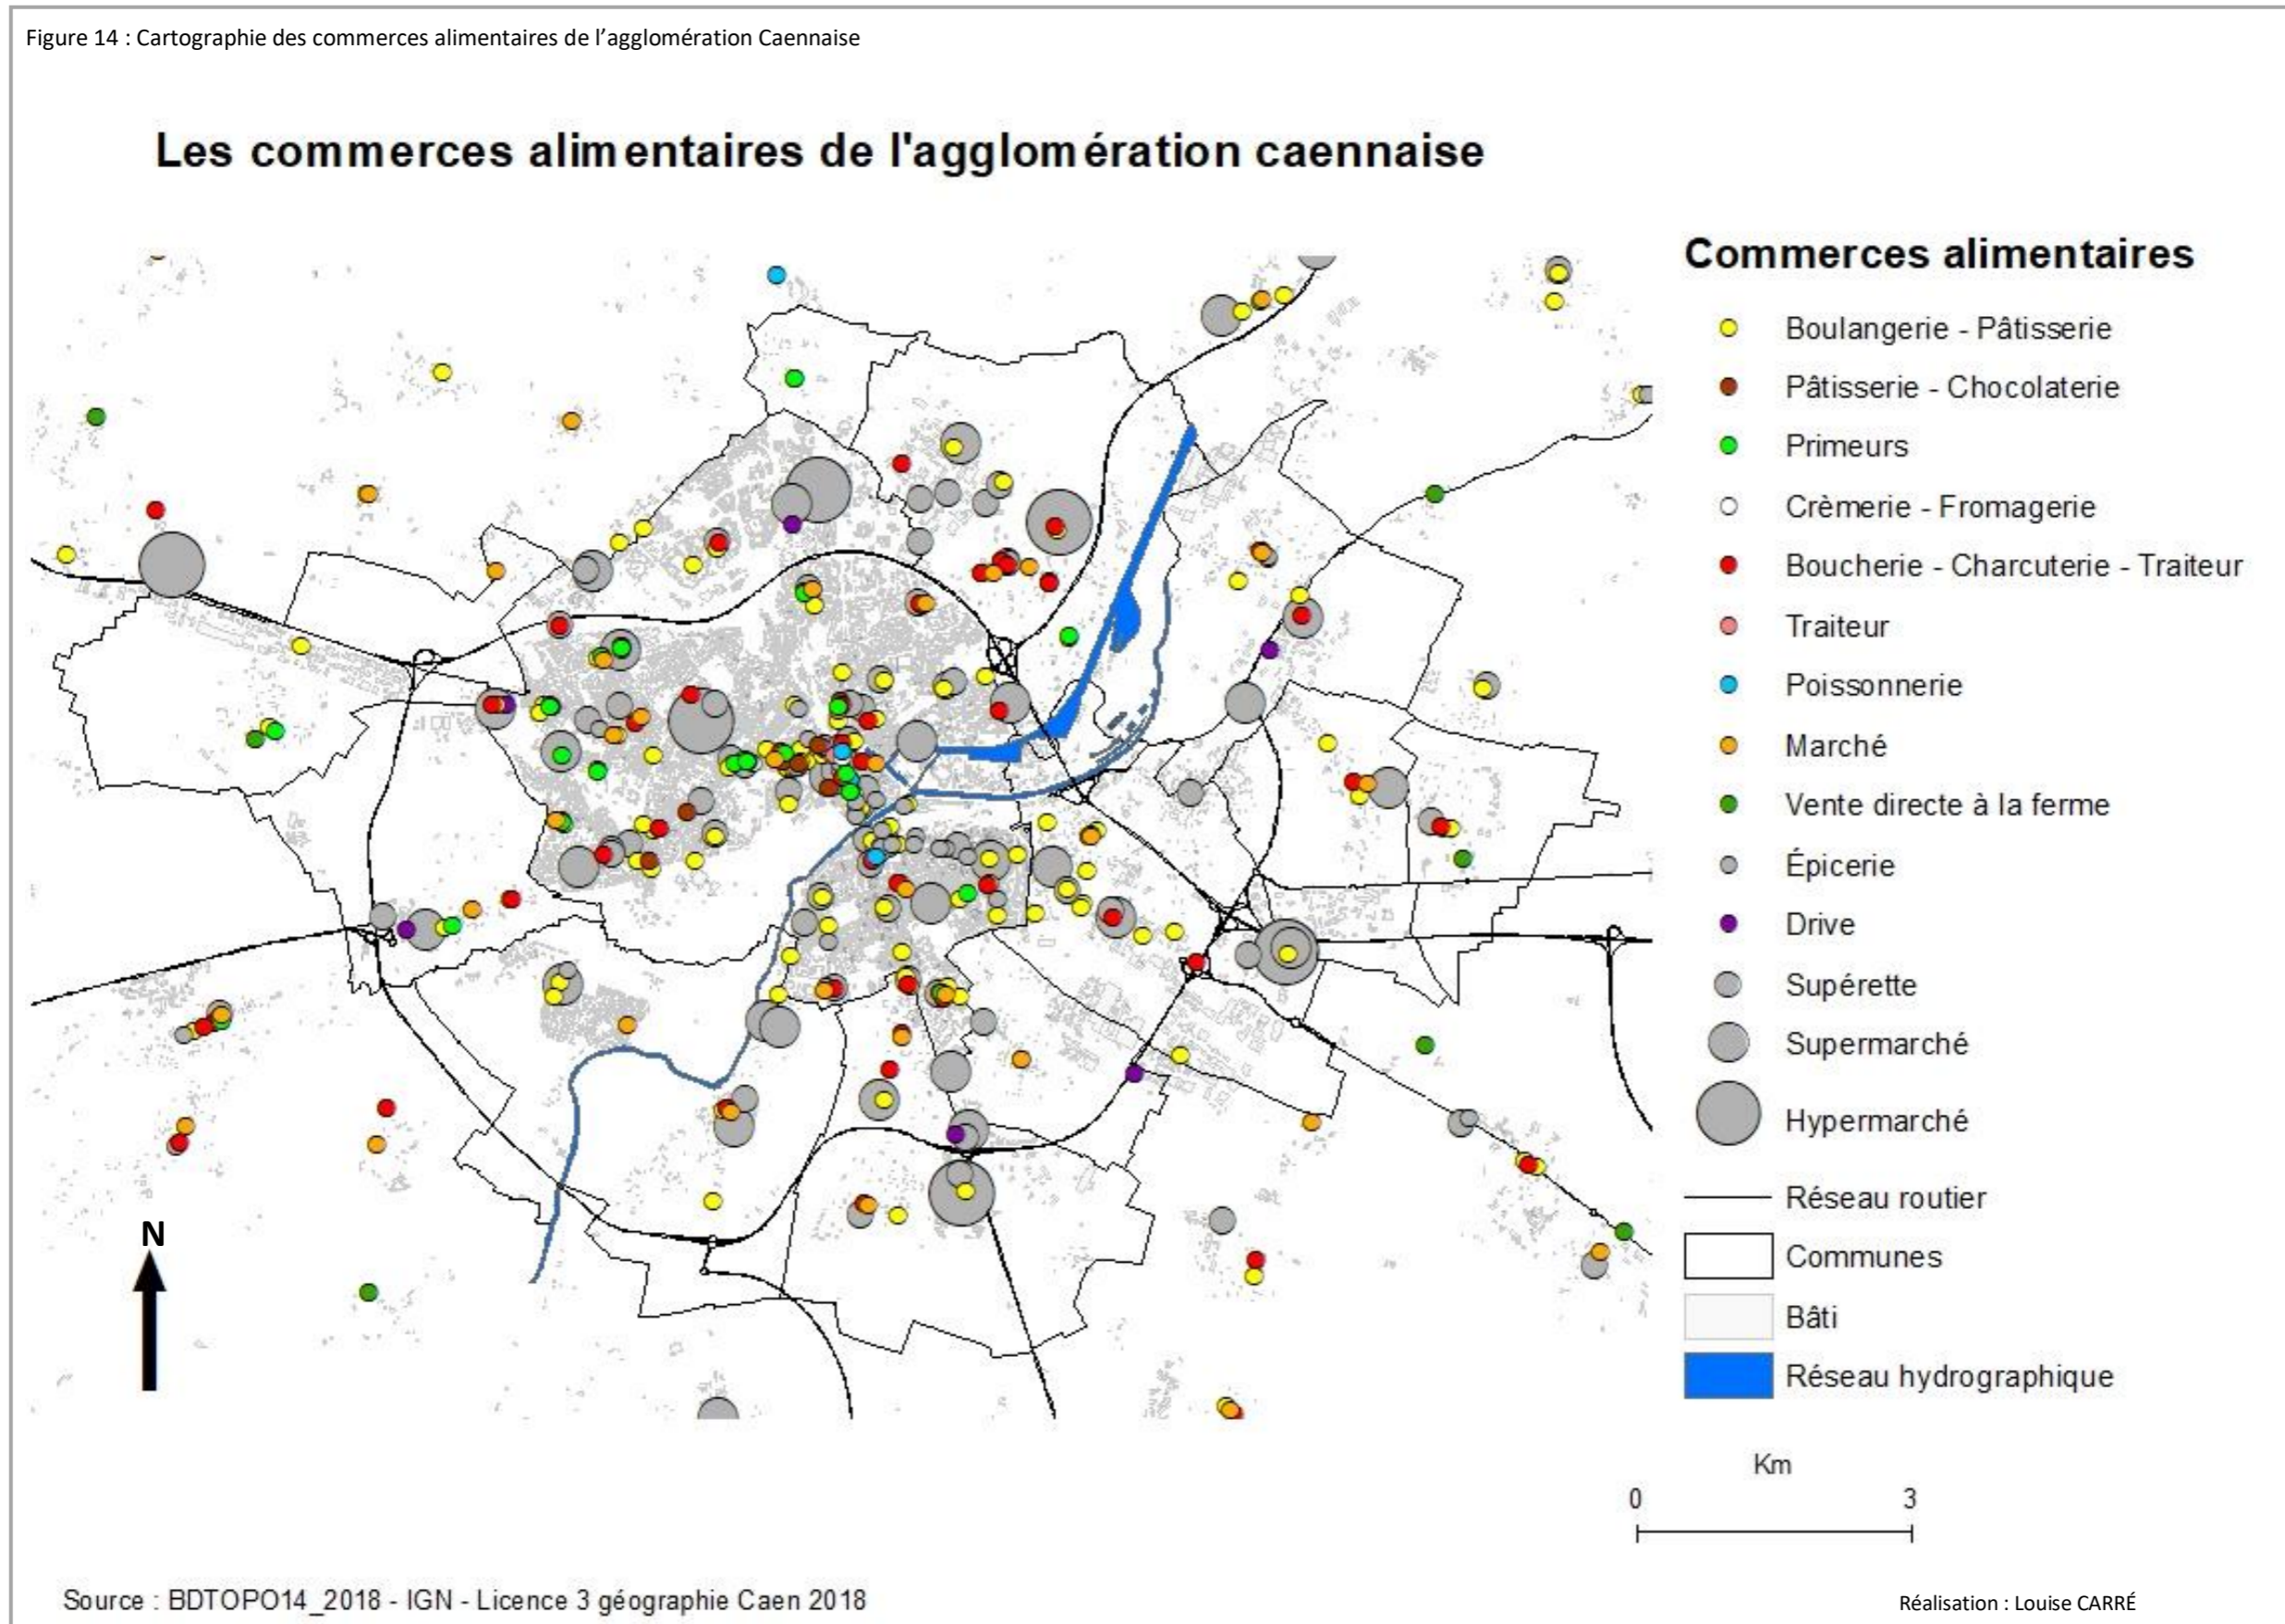 Figure 14 : Cartographie des commerces alimentaires de l'agglomération Caennaise
Les commerces alimentaires de l'agglomération caennaise
Commerces alimentaires
Boulangerie - Pâtisserie
Pâtisserie - Chocolaterie
Primeurs
Crèmerie - Fromagerie
Boucherie - Charcuterie - Traiteur
Traiteur
Poissonnerie
Marché
Vente directe à la ferme
Épicerie
Drive
Supérette
Supermarché
Hypermarché
Réseau routier
Communes
Bâti
Réseau hydrographique
N
Km
0 3
Source : BDTOPO14_2018 - IGN - Licence 3 géographie Caen 2018
Réalisation : Louise CARRÉ